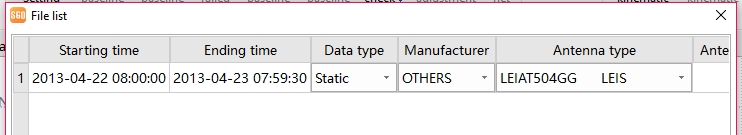 SGO File list
Starting time Ending time Data type Manufacturer Antenna type Ante
1 2013-04-22 08:00:00 2013-04-23 07:59:30 Static OTHERS LEIAT504GG LEIS